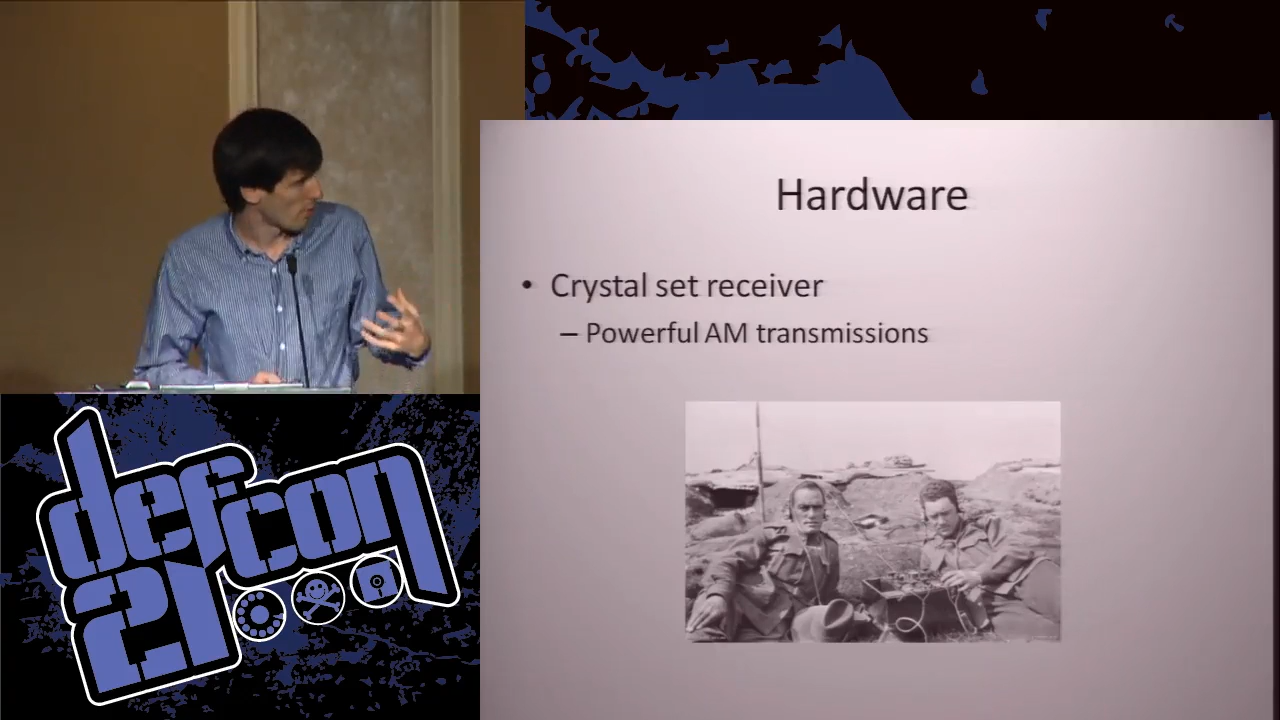 Hardware
• Crystal set receiver
– Powerful AM transmissions
defcon
21